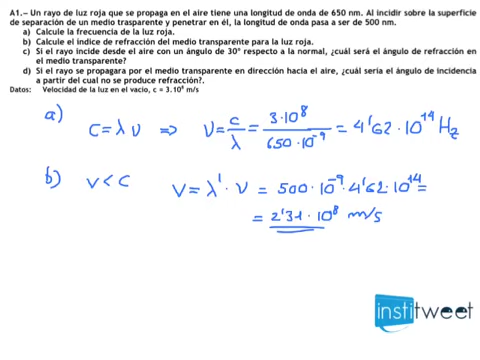 A1.- Un rayo de luz roja que se propaga en el aire tiene una longitud de onda de 650 nm. Al incidir sobre la superficie
de separación de un medio trasparente y penetrar en él, la longitud de onda pasa a ser de 500 nm.
a) Calcule la frecuencia de la luz roja.
b) Calcule el índice de refracción del medio transparente para la luz roja.
c) Si el rayo incide desde el aire con un ángulo de 30° respecto a la normal, ¿cuál será el ángulo de refracción en
el medio transparente?
d) Si el rayo se propagara por el medio transparente en dirección hacia el aire, ¿cuál sería el ángulo de incidencia
a partir del cual no se produce refracción?.
Datos: Velocidad de la luz en el vacío, c = 3.10⁸ m/s
a) c = λ ν ⇒ ν = c/λ = 3·10⁸/650·10⁻⁹ = 4'62·10¹⁴ Hz
b) v < c v = λ'·ν = 500·10⁻⁹·4'62·10¹⁴ =
= 2'31·10⁸ m/s
institweet